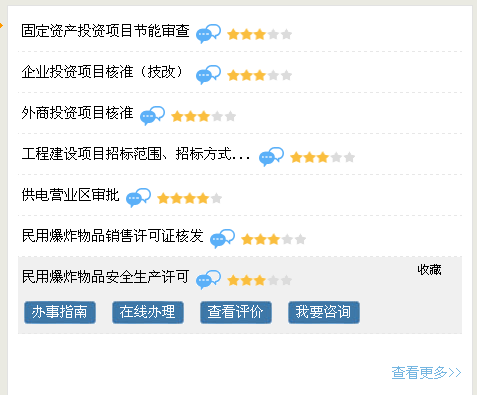 固定资产投资项目节能审查
企业投资项目核准（技改）
外商投资项目核准
工程建设项目招标范围、招标方式...
供电营业区审批
民用爆炸物品销售许可证核发
民用爆炸物品安全生产许可
收藏
办事指南 在线办理 查看评价 我要咨询
查看更多>>